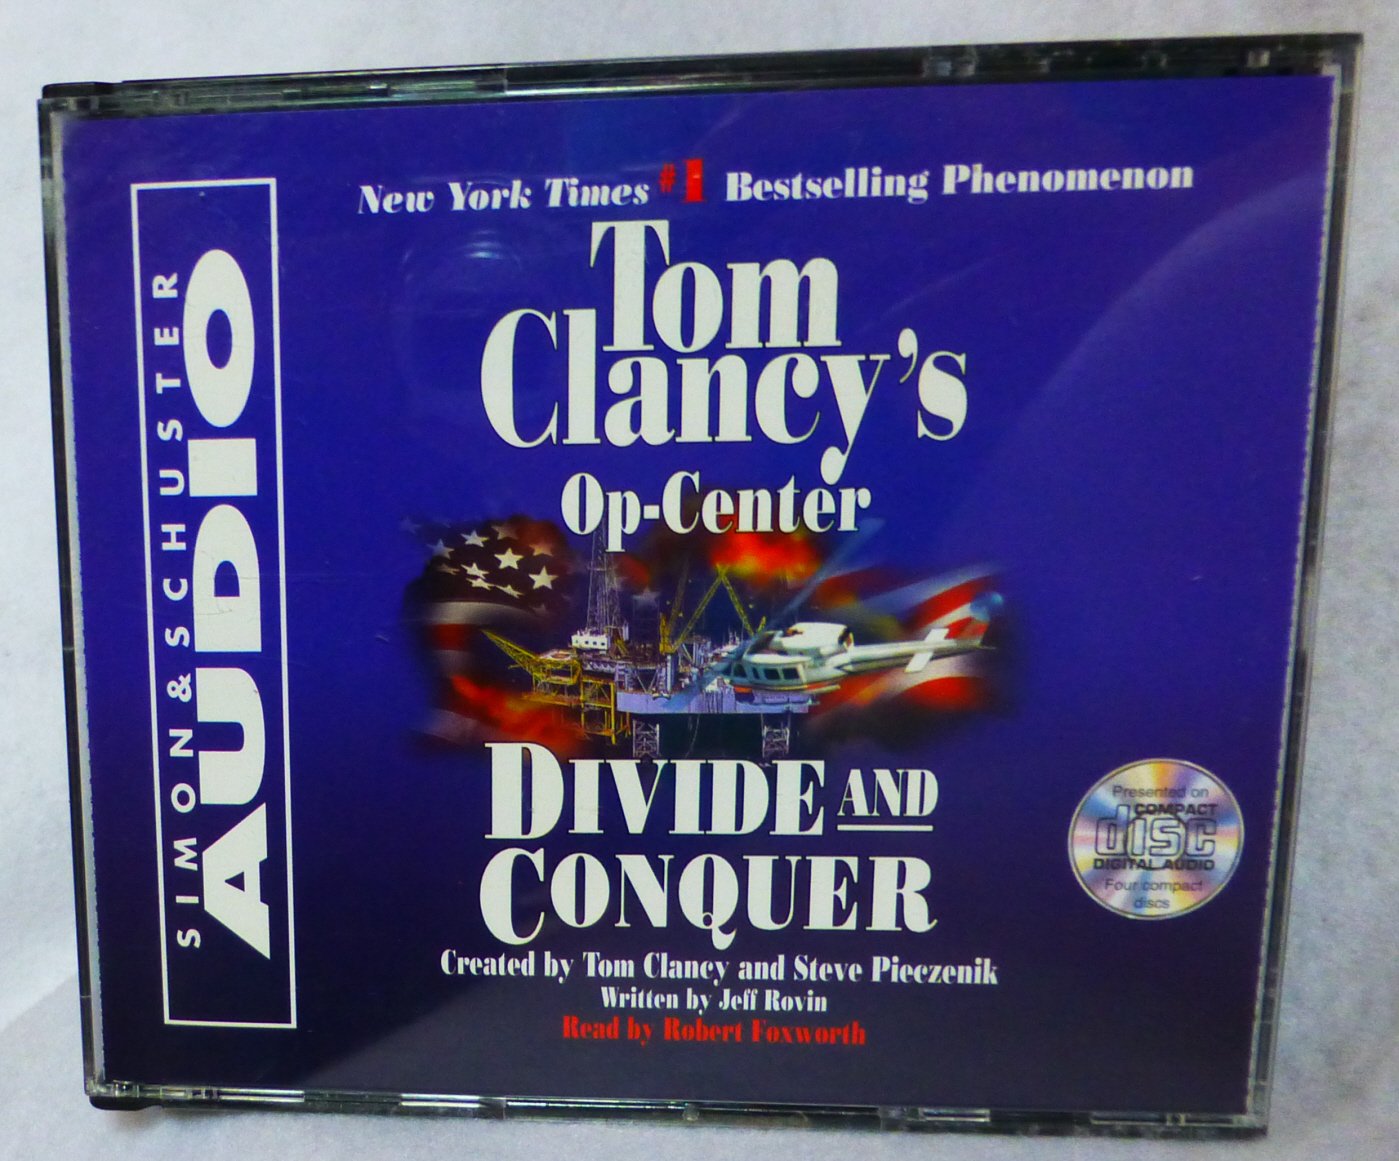 SIMON & SCHUSTER
AUDIO
New York Times #1 Bestselling Phenomenon
Tom
Clancy's
Op-Center
DIVIDE AND
CONQUER
Created by Tom Clancy and Steve Pieczenik
Written by Jeff Rovin
Read by Robert Foxworth
Presented on
COMPACT
disc
DIGITAL AUDIO
Four compact
discs